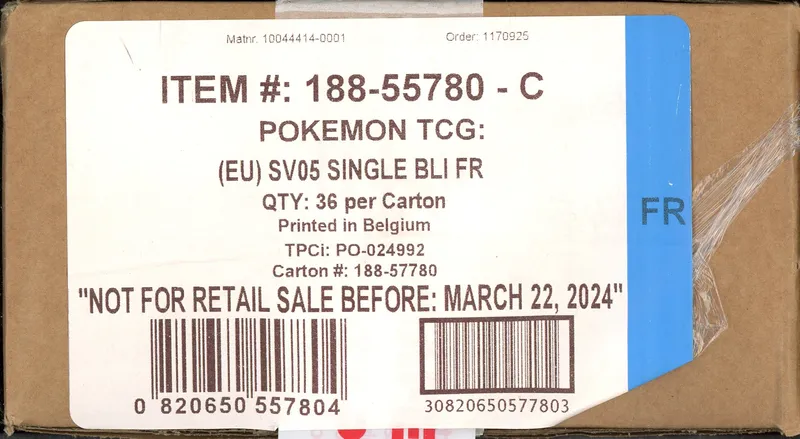 Matnr. 10044414-0001 Order: 1170925
ITEM #: 188-55780 - C
POKEMON TCG:
(EU) SV05 SINGLE BLI FR
QTY: 36 per Carton
Printed in Belgium
TPCi: PO-024992
Carton #: 188-57780
"NOT FOR RETAIL SALE BEFORE: MARCH 22, 2024"
FR
0 820650 557804
30820650577803